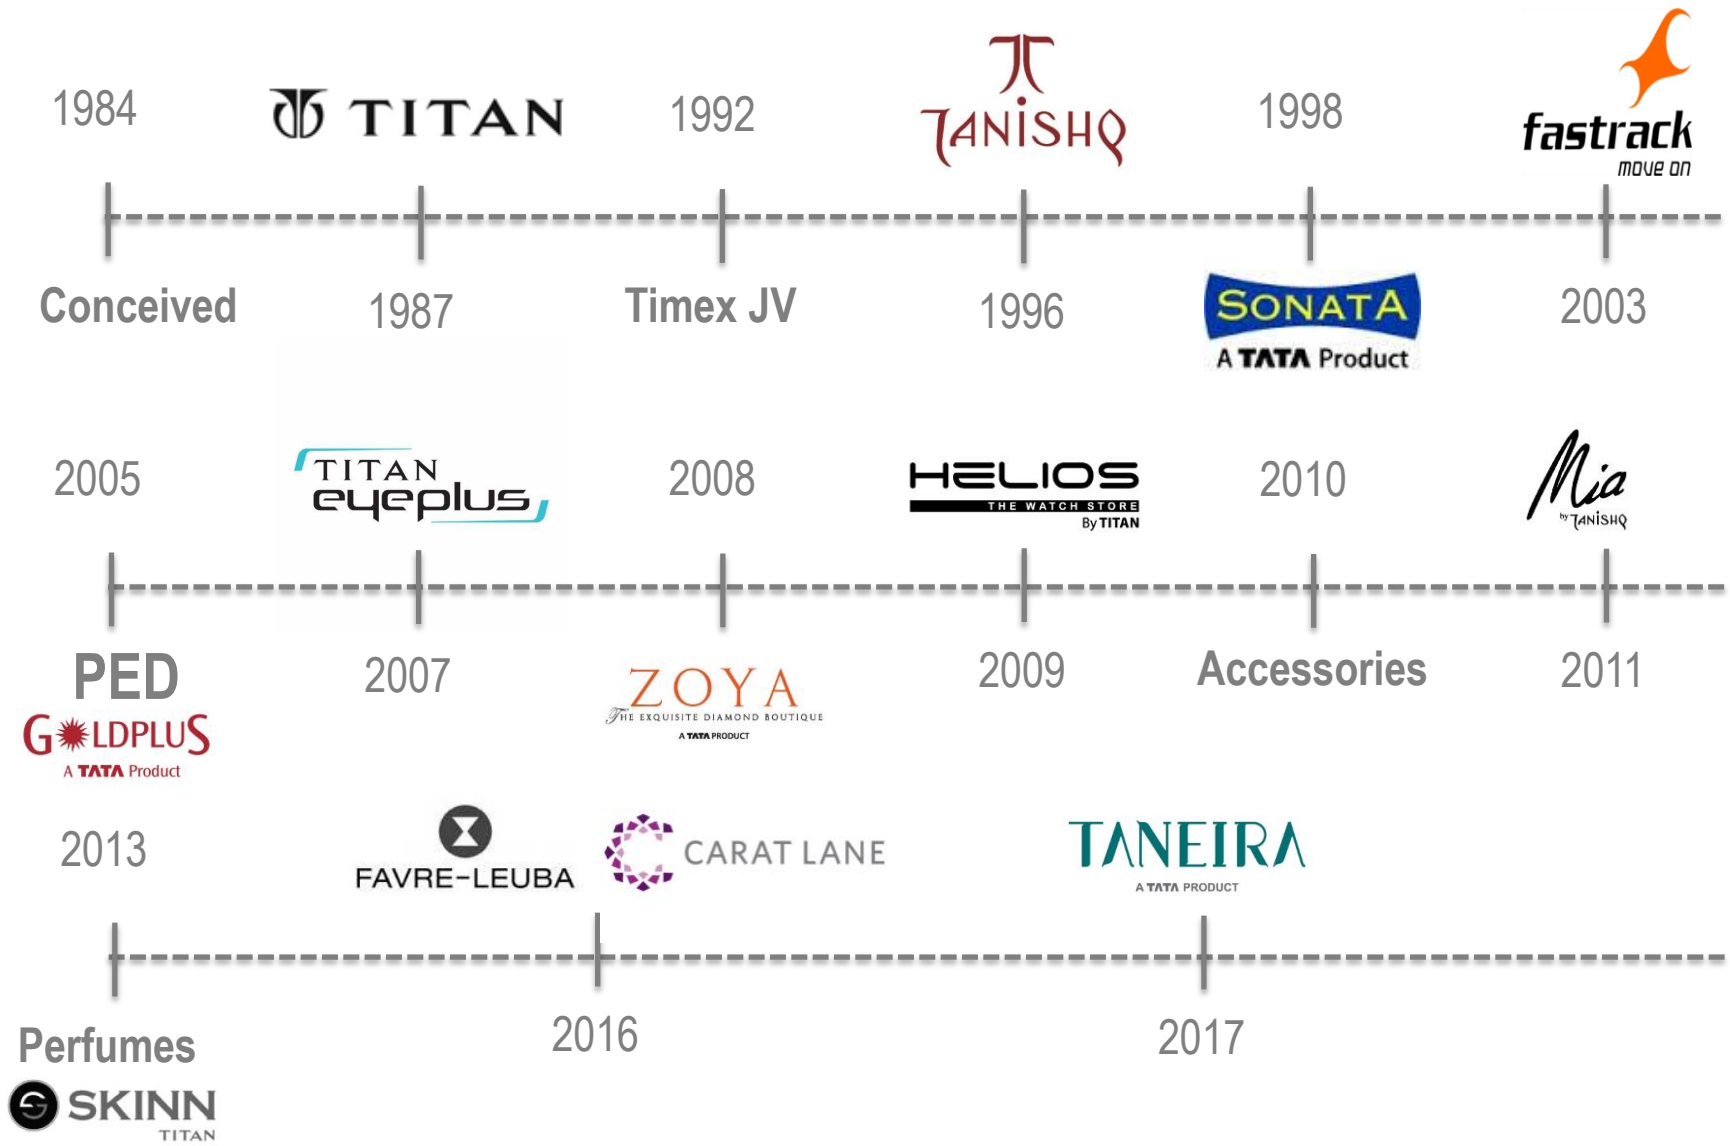 1984
TITAN
1992
TANISHQ
1998
fastrack
move on
Conceived
1987
Timex JV
1996
SONATA
A TATA Product
2003
2005
TITAN
eyeplus
2008
HELIOS
THE WATCH STORE
By TITAN
2010
Mia
by TANISHQ
PED
GOLDPLUS
A TATA Product
2007
ZOYA
THE EXQUISITE DIAMOND BOUTIQUE
A TATA PRODUCT
2009
Accessories
2011
2013
FAVRE-LEUBA
CARAT LANE
TANEIRA
A TATA PRODUCT
Perfumes
SKINN
TITAN
2016
2017